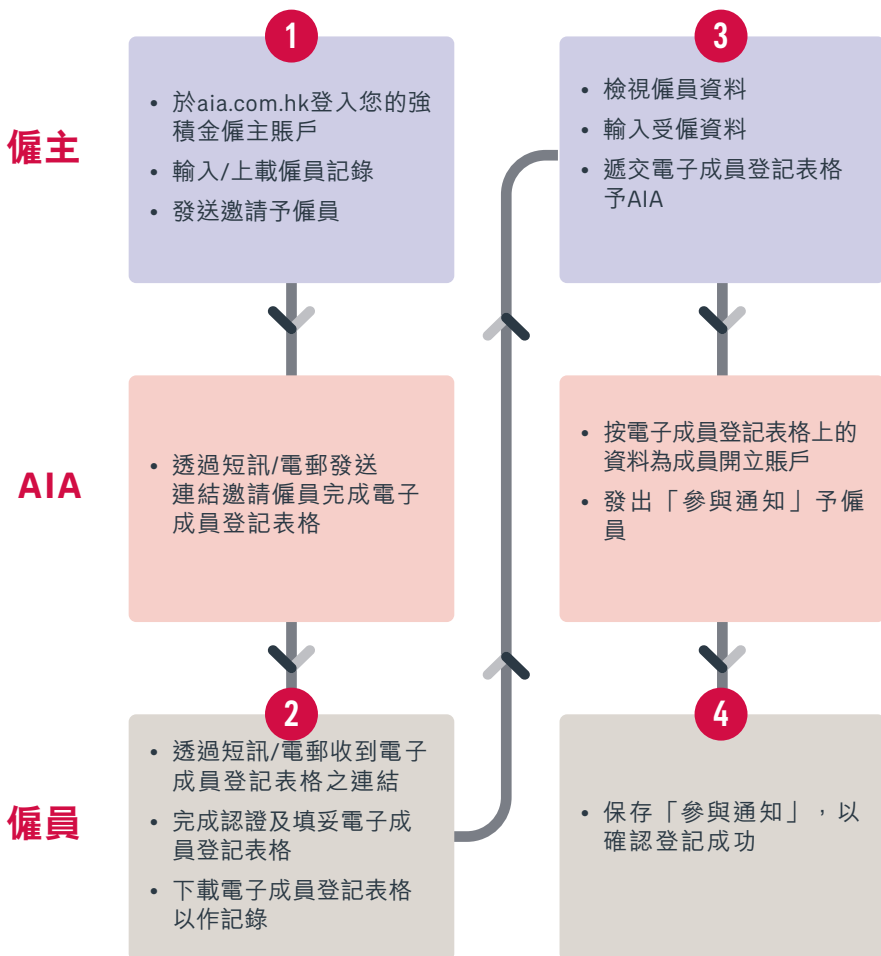 僱主
1
• 於aia.com.hk登入您的強
積金僱主賬戶
• 輸入/上載僱員記錄
• 發送邀請予僱員
AIA
• 透過短訊/電郵發送
連結邀請僱員完成電子
成員登記表格
僱員
2
• 透過短訊/電郵收到電子
成員登記表格之連結
• 完成認證及填妥電子成
員登記表格
• 下載電子成員登記表格
以作記錄
3
• 檢視僱員資料
• 輸入受僱資料
• 遞交電子成員登記表格
予AIA
• 按電子成員登記表格上的
資料為成員開立賬戶
• 發出「參與通知」予僱
員
4
• 保存「參與通知」，以
確認登記成功